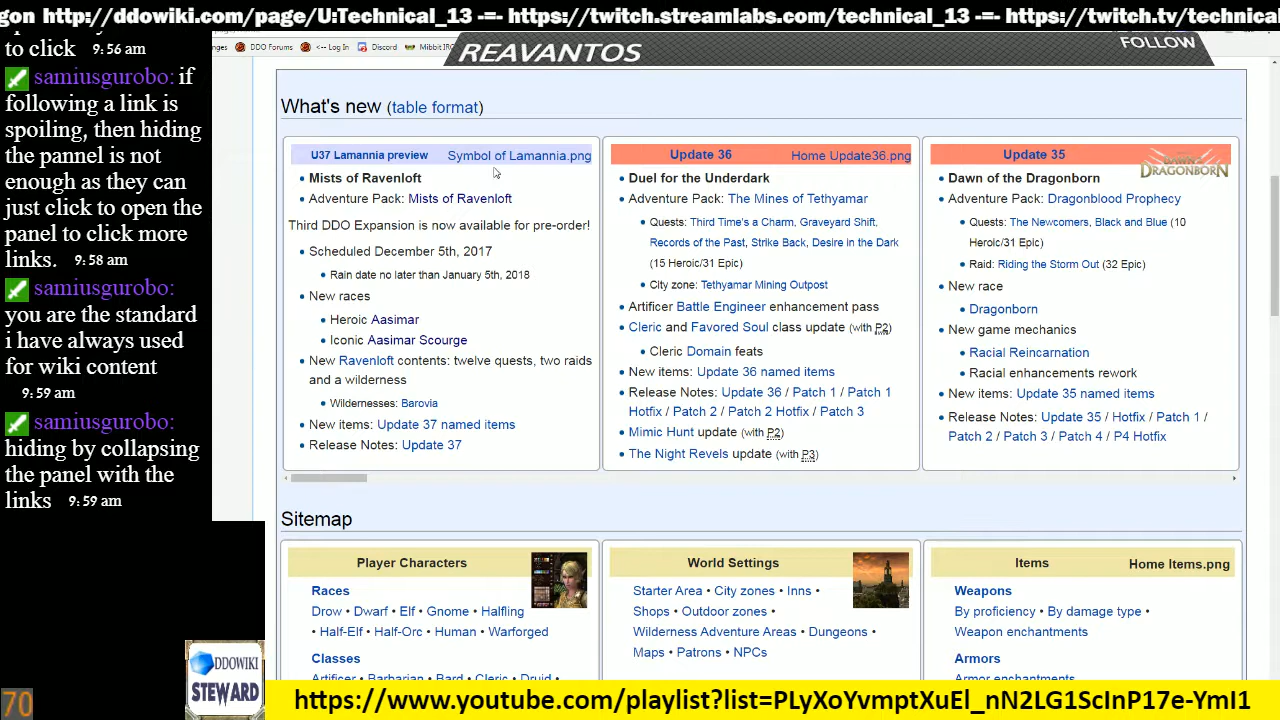 gon http://ddowiki.com/page/U:Technical_13 -=- https://twitch.streamlabs.com/technical_13 -=- https://twitch.tv/technical
to click 9:56 am
samiusgurobo: if
following a link is
spoiling, then hiding
the pannel is not
enough as they can
just click to open the
panel to click more
links. 9:58 am
samiusgurobo:
you are the standard
i have always used
for wiki content
9:59 am
samiusgurobo:
hiding by collapsing
the panel with the
links 9:59 am
DDO Forums <-- Log In Discord Mibbit IRC
REAVANTOS
FOLLOW
What's new (table format)
U37 Lamannia preview Symbol of Lamannia.png
• Mists of Ravenloft
• Adventure Pack: Mists of Ravenloft
Third DDO Expansion is now available for pre-order!
• Scheduled December 5th, 2017
• Rain date no later than January 5th, 2018
• New races
• Heroic Aasimar
• Iconic Aasimar Scourge
• New Ravenloft contents: twelve quests, two raids
and a wilderness
• Wildernesses: Barovia
• New items: Update 37 named items
• Release Notes: Update 37
Update 36 Home Update36.png
• Duel for the Underdark
• Adventure Pack: The Mines of Tethyamar
• Quests: Third Time's a Charm, Graveyard Shift,
Records of the Past, Strike Back, Desire in the Dark
(15 Heroic/31 Epic)
• City zone: Tethyamar Mining Outpost
• Artificer Battle Engineer enhancement pass
• Cleric and Favored Soul class update (with P2)
• Cleric Domain feats
• New items: Update 36 named items
• Release Notes: Update 36 / Patch 1 / Patch 1
Hotfix / Patch 2 / Patch 2 Hotfix / Patch 3
• Mimic Hunt update (with P2)
• The Night Revels update (with P3)
Update 35
DAWN OF DRAGONBORN
• Dawn of the Dragonborn
• Adventure Pack: Dragonblood Prophecy
• Quests: The Newcomers, Black and Blue (10
Heroic/31 Epic)
• Raid: Riding the Storm Out (32 Epic)
• New race
• Dragonborn
• New game mechanics
• Racial Reincarnation
• Racial enhancements rework
• New items: Update 35 named items
• Release Notes: Update 35 / Hotfix / Patch 1 /
Patch 2 / Patch 3 / Patch 4 / P4 Hotfix
Sitemap
Player Characters
Races
Drow • Dwarf • Elf • Gnome • Halfling
• Half-Elf • Half-Orc • Human • Warforged
Classes
Artificer • Barbarian • Bard • Cleric • Druid •
World Settings
Starter Area • City zones • Inns •
Shops • Outdoor zones •
Wilderness Adventure Areas • Dungeons •
Maps • Patrons • NPCs
Items Home Items.png
Weapons
By proficiency • By damage type •
Weapon enchantments
Armors
Armor enchantments
DDOWIKI
STEWARD
70
https://www.youtube.com/playlist?list=PLyXoYvmptXuEl_nN2LG1ScInP17e-YmI1